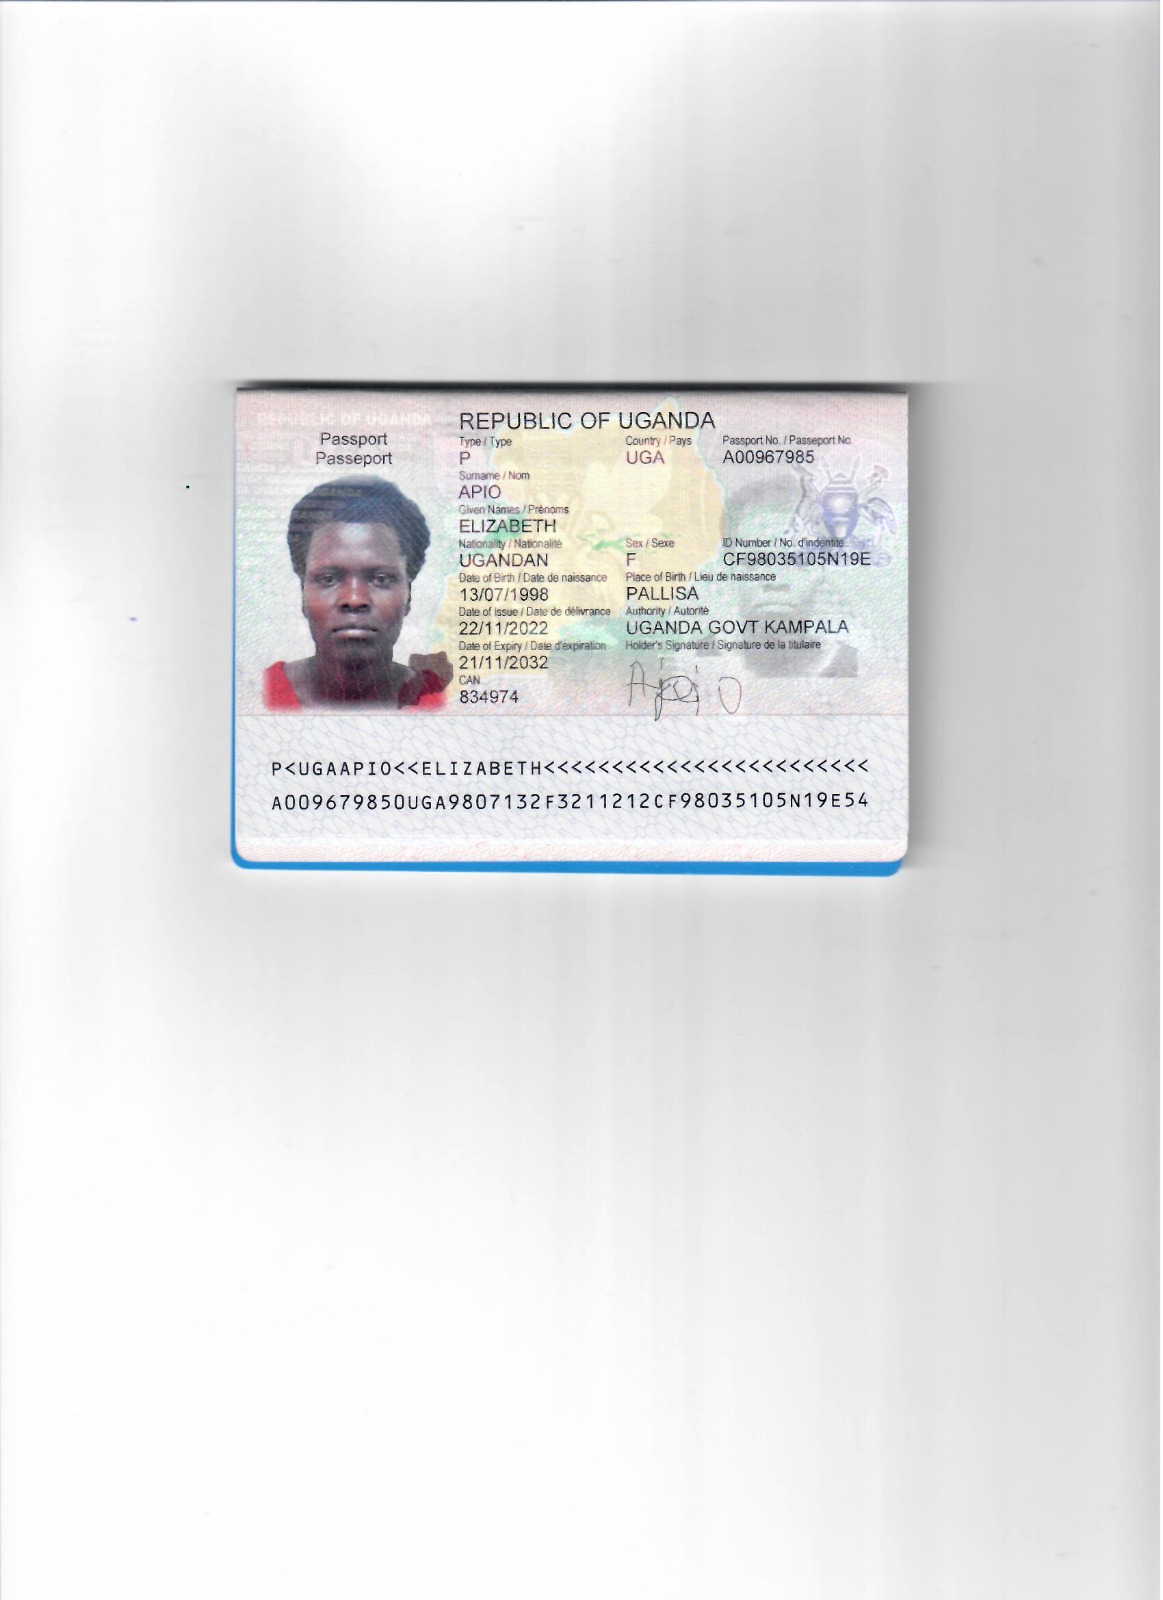 REPUBLIC OF UGANDA
REPUBLIC OF UGANDA
Passport
Passeport
Type / Type
Country / Pays
Passport No. / Passeport No.
P
UGA
A00967985
Surname / Nom
APIO
Given Names / Prénoms
ELIZABETH
Nationality / Nationalité
Sex / Sexe
ID Number / No. d'indentité
UGANDAN
F
CF98035105N19E
Date of Birth / Date de naissance
Place of Birth / Lieu de naissance
13/07/1998
PALLISA
Date of Issue / Date de délivrance
Authority / Autorité
22/11/2022
UGANDA GOVT KAMPALA
Date of Expiry / Date d'expiration
Holder's Signature / Signature de la titulaire
21/11/2032
Apio
CAN
834974
P<UGAAPIO<<ELIZABETH<<<<<<<<<<<<<<<<<<<<<<<<
A009679850UGA9807132F3211212CF98035105N19E54